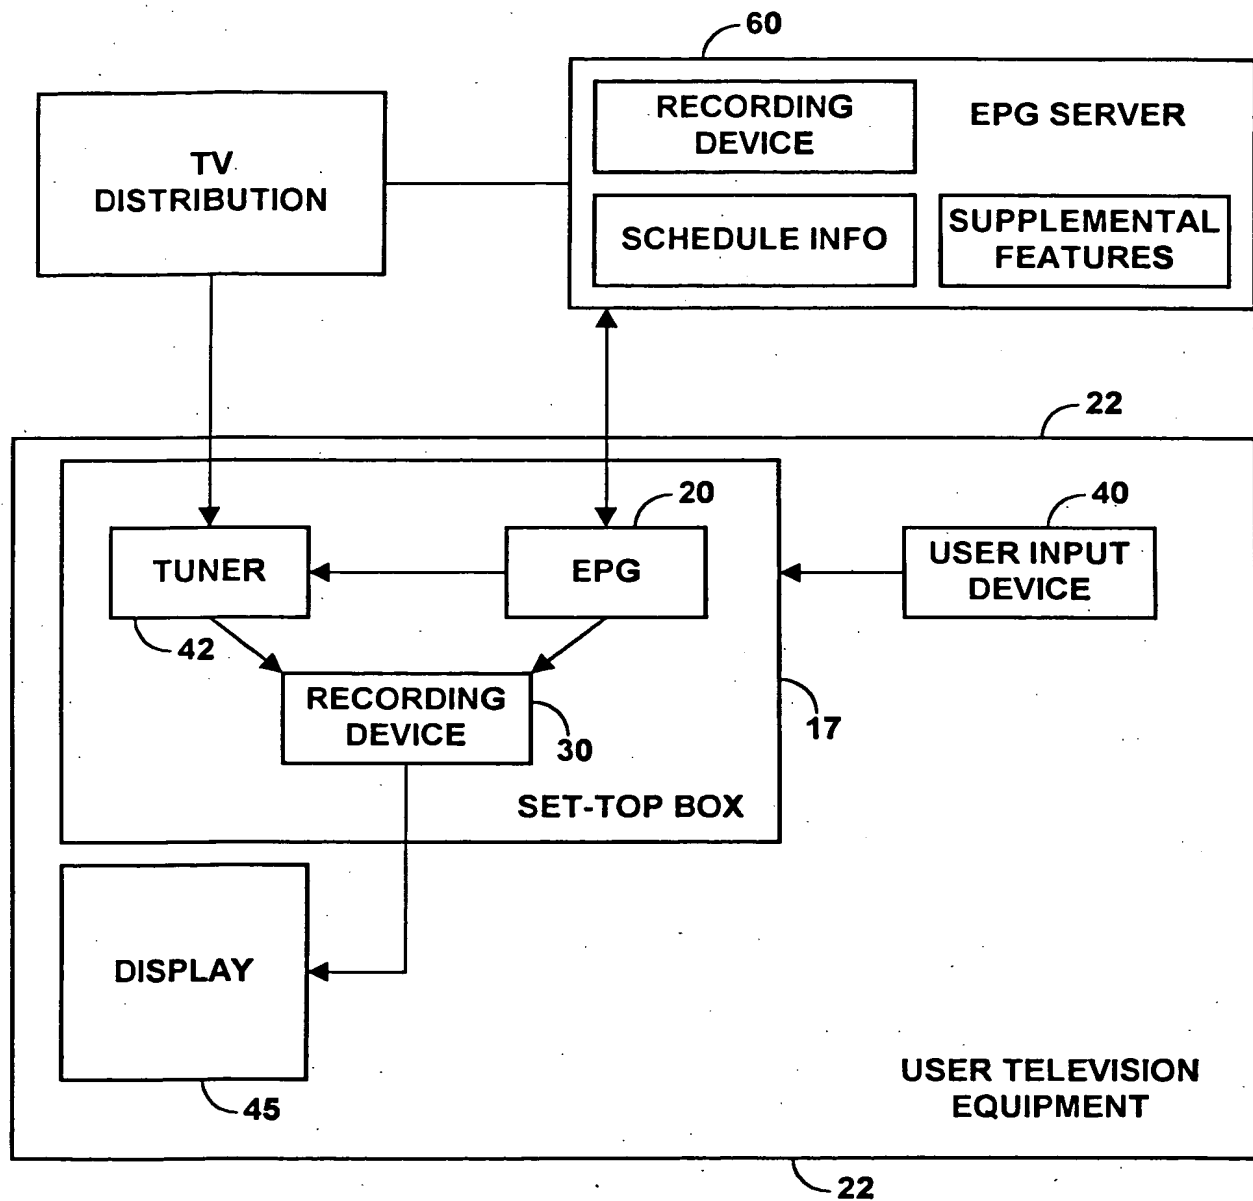 60
RECORDING
DEVICE
EPG SERVER
TV
DISTRIBUTION
SCHEDULE INFO
SUPPLEMENTAL
FEATURES
22
20
40
TUNER
EPG
USER INPUT
DEVICE
42
RECORDING
DEVICE
30
17
SET-TOP BOX
DISPLAY
USER TELEVISION
EQUIPMENT
45
22